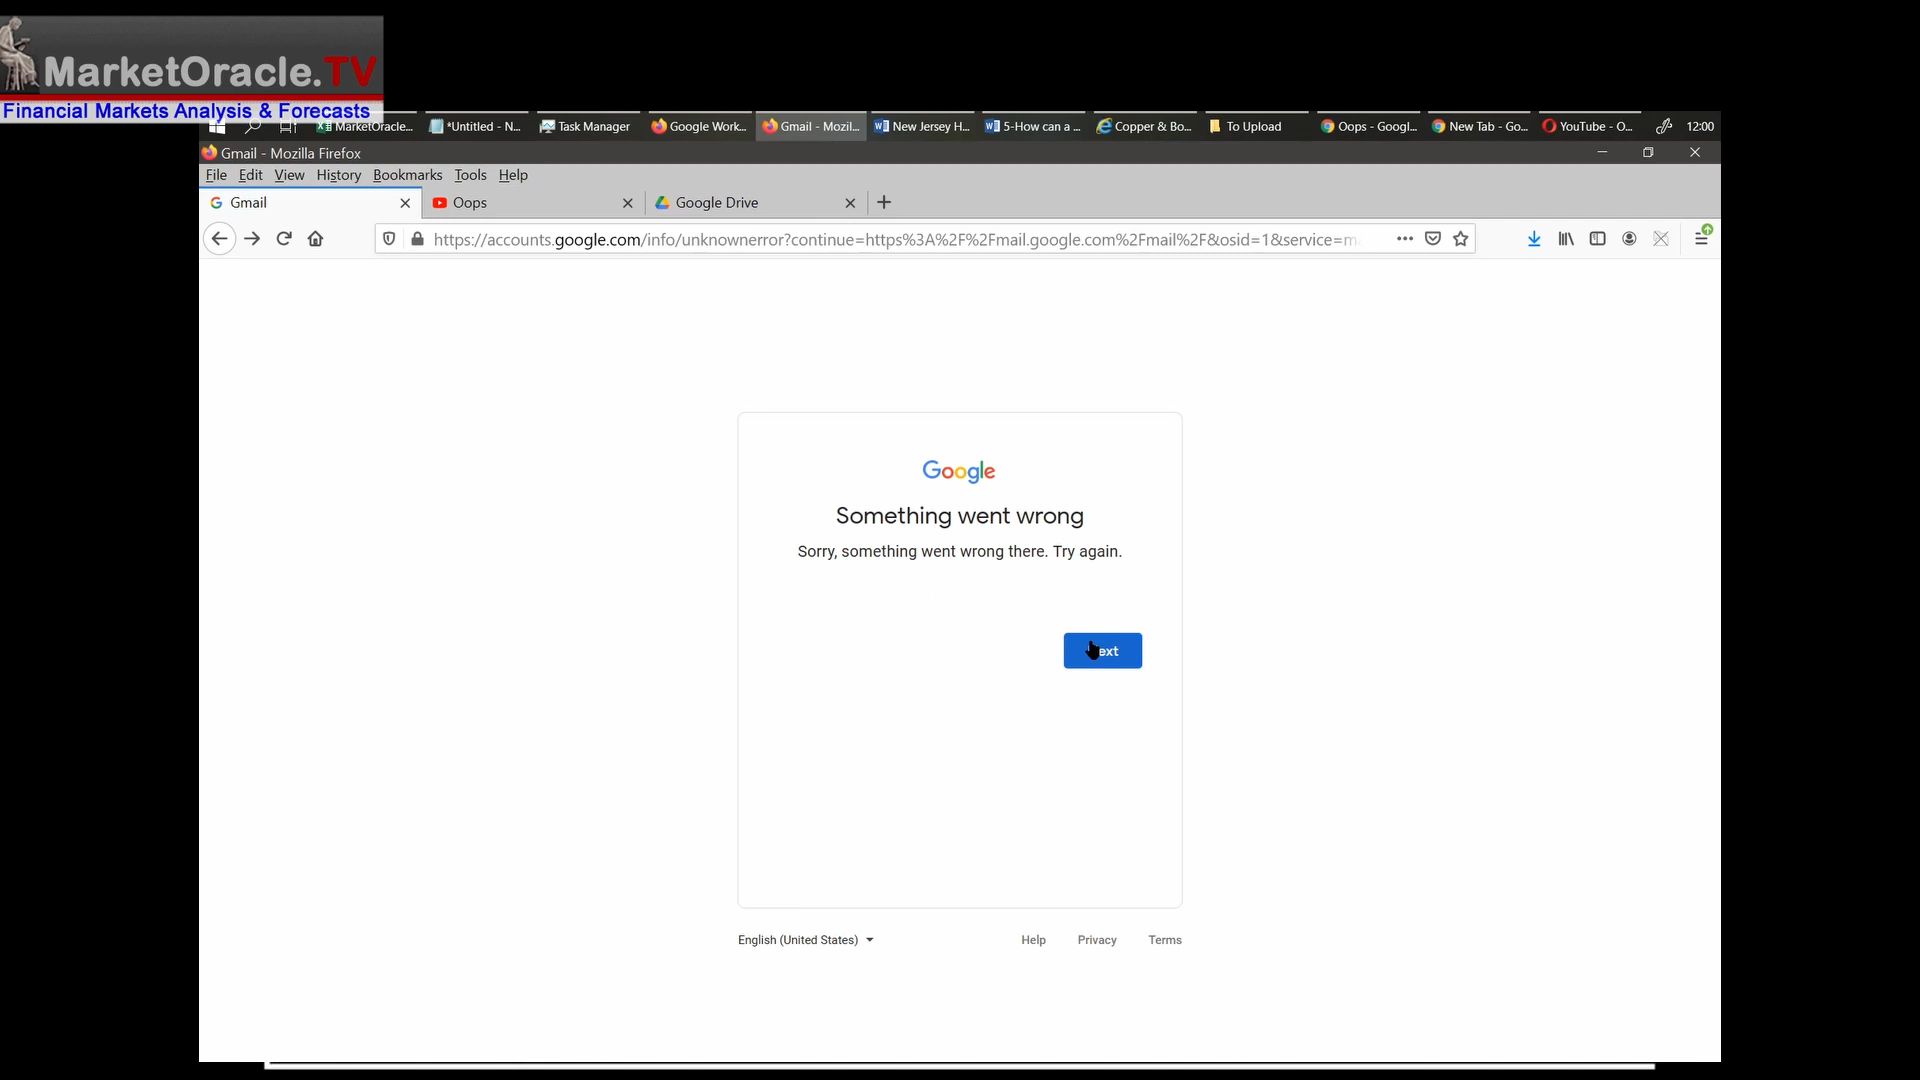 MarketOracle.TV
Financial Markets Analysis & Forecasts
MarketOracle... *Untitled - N... Task Manager Google Work... Gmail - Mozil... New Jersey H... 5-How can a ... Copper & Bo... To Upload Oops - Googl... New Tab - Go... YouTube - O... 12:00
Gmail - Mozilla Firefox
File Edit View History Bookmarks Tools Help
Gmail Oops Google Drive
https://accounts.google.com/info/unknownerror?continue=https%3A%2F%2Fmail.google.com%2Fmail%2F&osid=1&service=m
Google
Something went wrong
Sorry, something went wrong there. Try again.
English (United States) Help Privacy Terms